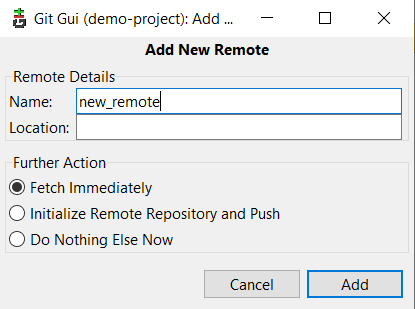 Git Gui (demo-project): Add ...
Add New Remote
Remote Details
Name: new_remote
Location:
Further Action
Fetch Immediately
Initialize Remote Repository and Push
Do Nothing Else Now
Cancel Add